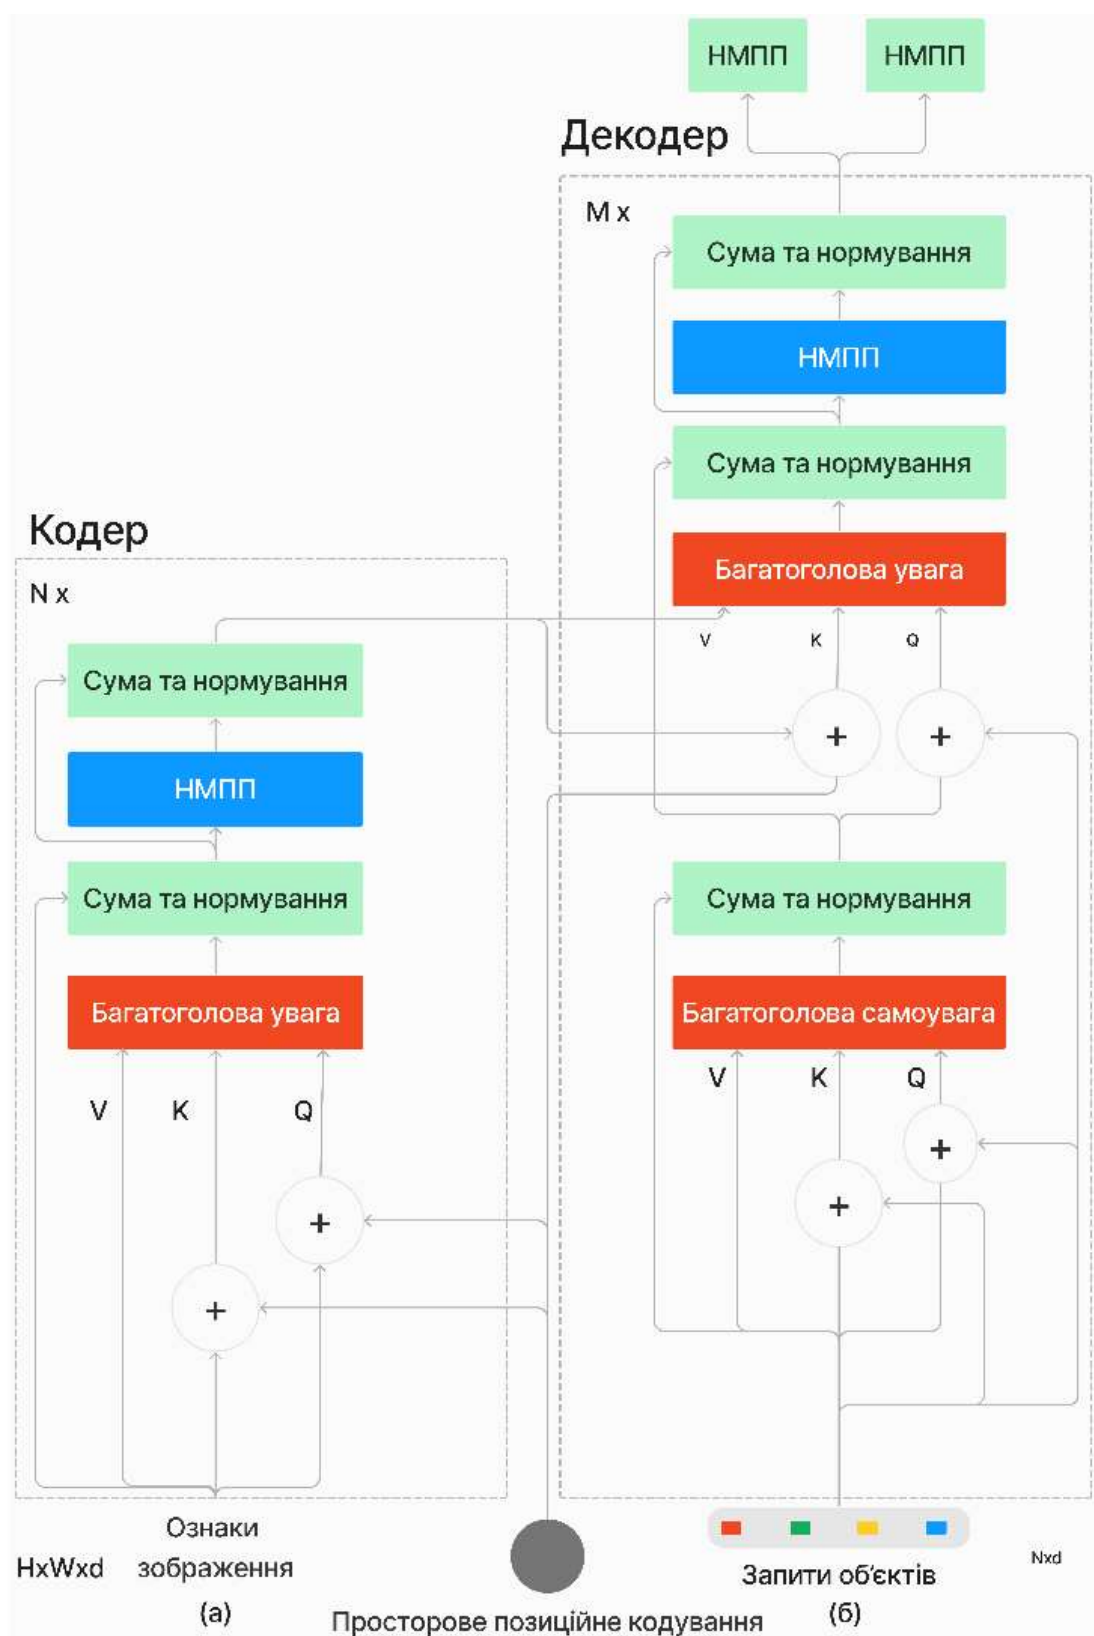 НМПП НМПП
Декодер
M x
Сума та нормування
НМПП
Сума та нормування
Багатоголова увага
V K Q
+ +
Сума та нормування
Багатоголова самоувага
V K Q
+
+
Кодер
N x
Сума та нормування
НМПП
Сума та нормування
Багатоголова увага
V K Q
+
+
Ознаки
HxWxd зображення
(а)
Просторове позиційне кодування
Запити об'єктів
Nxd
(б)